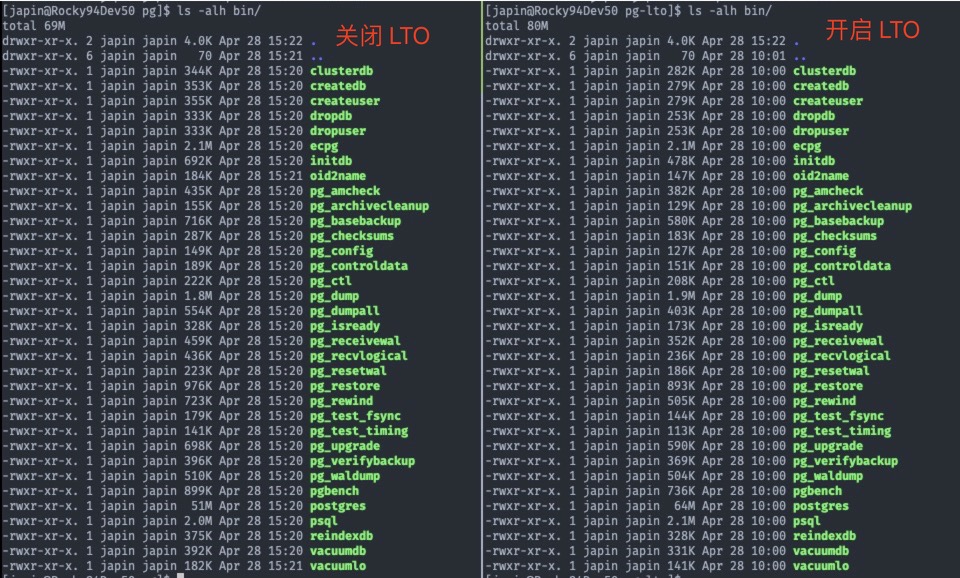 [japin@Rocky94Dev50 pg]$ ls -alh bin/
total 69M
关闭 LTO
drwxr-xr-x. 2 japin japin 4.0K Apr 28 15:22 .
drwxr-xr-x. 6 japin japin   70 Apr 28 15:21 ..
-rwxr-xr-x. 1 japin japin 344K Apr 28 15:20 clusterdb
-rwxr-xr-x. 1 japin japin 353K Apr 28 15:20 createdb
-rwxr-xr-x. 1 japin japin 355K Apr 28 15:20 createuser
-rwxr-xr-x. 1 japin japin 333K Apr 28 15:20 dropdb
-rwxr-xr-x. 1 japin japin 333K Apr 28 15:20 dropuser
-rwxr-xr-x. 1 japin japin 2.1M Apr 28 15:20 ecpg
-rwxr-xr-x. 1 japin japin 692K Apr 28 15:20 initdb
-rwxr-xr-x. 1 japin japin 184K Apr 28 15:21 oid2name
-rwxr-xr-x. 1 japin japin 435K Apr 28 15:20 pg_amcheck
-rwxr-xr-x. 1 japin japin 155K Apr 28 15:20 pg_archivecleanup
-rwxr-xr-x. 1 japin japin 716K Apr 28 15:20 pg_basebackup
-rwxr-xr-x. 1 japin japin 287K Apr 28 15:20 pg_checksums
-rwxr-xr-x. 1 japin japin 149K Apr 28 15:20 pg_config
-rwxr-xr-x. 1 japin japin 189K Apr 28 15:20 pg_controldata
-rwxr-xr-x. 1 japin japin 222K Apr 28 15:20 pg_ctl
-rwxr-xr-x. 1 japin japin 1.8M Apr 28 15:20 pg_dump
-rwxr-xr-x. 1 japin japin 554K Apr 28 15:20 pg_dumpall
-rwxr-xr-x. 1 japin japin 328K Apr 28 15:20 pg_isready
-rwxr-xr-x. 1 japin japin 459K Apr 28 15:20 pg_receivewal
-rwxr-xr-x. 1 japin japin 436K Apr 28 15:20 pg_recvlogical
-rwxr-xr-x. 1 japin japin 223K Apr 28 15:20 pg_resetwal
-rwxr-xr-x. 1 japin japin 976K Apr 28 15:20 pg_restore
-rwxr-xr-x. 1 japin japin 723K Apr 28 15:20 pg_rewind
-rwxr-xr-x. 1 japin japin 179K Apr 28 15:20 pg_test_fsync
-rwxr-xr-x. 1 japin japin 141K Apr 28 15:20 pg_test_timing
-rwxr-xr-x. 1 japin japin 698K Apr 28 15:20 pg_upgrade
-rwxr-xr-x. 1 japin japin 396K Apr 28 15:20 pg_verifybackup
-rwxr-xr-x. 1 japin japin 510K Apr 28 15:20 pg_waldump
-rwxr-xr-x. 1 japin japin 899K Apr 28 15:20 pgbench
-rwxr-xr-x. 1 japin japin  51M Apr 28 15:20 postgres
-rwxr-xr-x. 1 japin japin 2.0M Apr 28 15:20 psql
-rwxr-xr-x. 1 japin japin 375K Apr 28 15:20 reindexdb
-rwxr-xr-x. 1 japin japin 392K Apr 28 15:20 vacuumdb
-rwxr-xr-x. 1 japin japin 182K Apr 28 15:21 vacuumlo
[japin@Rocky94Dev50 pg-lto]$ ls -alh bin/
total 80M
开启 LTO
drwxr-xr-x. 2 japin japin 4.0K Apr 28 15:22 .
drwxr-xr-x. 6 japin japin   70 Apr 28 10:01 ..
-rwxr-xr-x. 1 japin japin 282K Apr 28 10:00 clusterdb
-rwxr-xr-x. 1 japin japin 279K Apr 28 10:00 createdb
-rwxr-xr-x. 1 japin japin 279K Apr 28 10:00 createuser
-rwxr-xr-x. 1 japin japin 253K Apr 28 10:00 dropdb
-rwxr-xr-x. 1 japin japin 253K Apr 28 10:00 dropuser
-rwxr-xr-x. 1 japin japin 2.1M Apr 28 10:00 ecpg
-rwxr-xr-x. 1 japin japin 478K Apr 28 10:00 initdb
-rwxr-xr-x. 1 japin japin 147K Apr 28 10:00 oid2name
-rwxr-xr-x. 1 japin japin 382K Apr 28 10:00 pg_amcheck
-rwxr-xr-x. 1 japin japin 129K Apr 28 10:00 pg_archivecleanup
-rwxr-xr-x. 1 japin japin 580K Apr 28 10:00 pg_basebackup
-rwxr-xr-x. 1 japin japin 183K Apr 28 10:00 pg_checksums
-rwxr-xr-x. 1 japin japin 127K Apr 28 10:00 pg_config
-rwxr-xr-x. 1 japin japin 151K Apr 28 10:00 pg_controldata
-rwxr-xr-x. 1 japin japin 208K Apr 28 10:00 pg_ctl
-rwxr-xr-x. 1 japin japin 1.9M Apr 28 10:00 pg_dump
-rwxr-xr-x. 1 japin japin 403K Apr 28 10:00 pg_dumpall
-rwxr-xr-x. 1 japin japin 173K Apr 28 10:00 pg_isready
-rwxr-xr-x. 1 japin japin 352K Apr 28 10:00 pg_receivewal
-rwxr-xr-x. 1 japin japin 236K Apr 28 10:00 pg_recvlogical
-rwxr-xr-x. 1 japin japin 186K Apr 28 10:00 pg_resetwal
-rwxr-xr-x. 1 japin japin 893K Apr 28 10:00 pg_restore
-rwxr-xr-x. 1 japin japin 505K Apr 28 10:00 pg_rewind
-rwxr-xr-x. 1 japin japin 144K Apr 28 10:00 pg_test_fsync
-rwxr-xr-x. 1 japin japin 113K Apr 28 10:00 pg_test_timing
-rwxr-xr-x. 1 japin japin 590K Apr 28 10:00 pg_upgrade
-rwxr-xr-x. 1 japin japin 369K Apr 28 10:00 pg_verifybackup
-rwxr-xr-x. 1 japin japin 504K Apr 28 10:00 pg_waldump
-rwxr-xr-x. 1 japin japin 736K Apr 28 10:00 pgbench
-rwxr-xr-x. 1 japin japin  64M Apr 28 10:00 postgres
-rwxr-xr-x. 1 japin japin 2.1M Apr 28 10:00 psql
-rwxr-xr-x. 1 japin japin 328K Apr 28 10:00 reindexdb
-rwxr-xr-x. 1 japin japin 331K Apr 28 10:00 vacuumdb
-rwxr-xr-x. 1 japin japin 141K Apr 28 10:00 vacuumlo